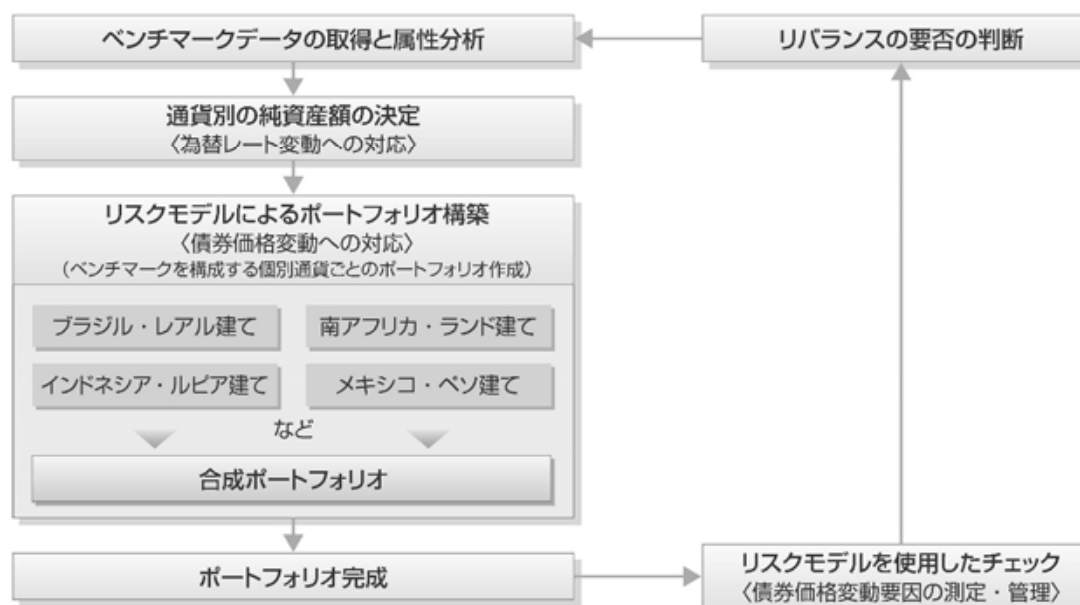 ベンチマークデータの取得と属性分析
リバランスの要否の判断
通貨別の純資産額の決定
〈為替レート変動への対応〉
リスクモデルによるポートフォリオ構築
〈債券価格変動への対応〉
(ベンチマークを構成する個別通貨ごとのポートフォリオ作成)
ブラジル・レアル建て
南アフリカ・ランド建て
インドネシア・ルピア建て
メキシコ・ペソ建て
など
合成ポートフォリオ
ポートフォリオ完成
リスクモデルを使用したチェック
〈債券価格変動要因の測定・管理〉